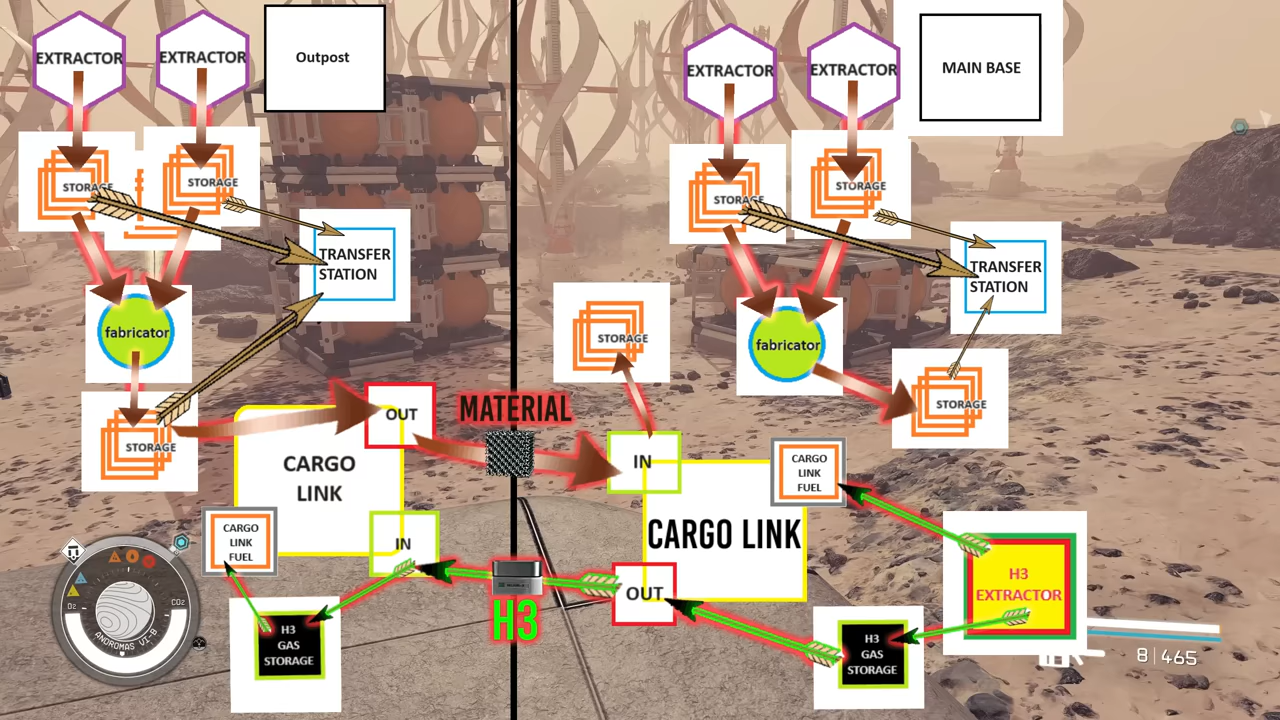 EXTRACTOR
EXTRACTOR
Outpost
STORAGE
STORAGE
TRANSFER
STATION
fabricator
STORAGE
OUT
CARGO
LINK
CARGO
LINK
FUEL
IN
H3
GAS
STORAGE
O2
CO2
ANDROMAS VI-B
MATERIAL
H3
EXTRACTOR
EXTRACTOR
MAIN BASE
STORAGE
STORAGE
TRANSFER
STATION
STORAGE
fabricator
STORAGE
IN
CARGO
LINK
FUEL
CARGO LINK
OUT
H3
EXTRACTOR
H3
GAS
STORAGE
8 | 465